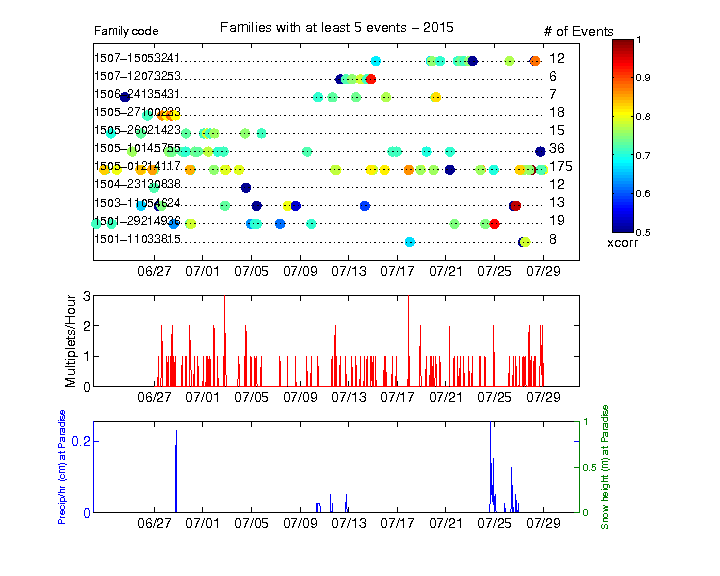 Families with at least 5 events – 2015
Family code
# of Events
1507–15053241 12
1507–12073253 6
1506–24135431 7
1505–27100233 18
1505–26021423 15
1505–10145755 36
1505–01214117 175
1504–23130838 12
1503–11054624 13
1501–29214936 19
1501–11033815 8
06/27 07/01 07/05 07/09 07/13 07/17 07/21 07/25 07/29
1
0.9
0.8
0.7
0.6
0.5
xcorr
Multiplets/Hour
3
2
1
0
06/27 07/01 07/05 07/09 07/13 07/17 07/21 07/25 07/29
Precip/hr (cm) at Paradise
0.2
0
1
0.5
0
Snow height (m) at Paradise
06/27 07/01 07/05 07/09 07/13 07/17 07/21 07/25 07/29